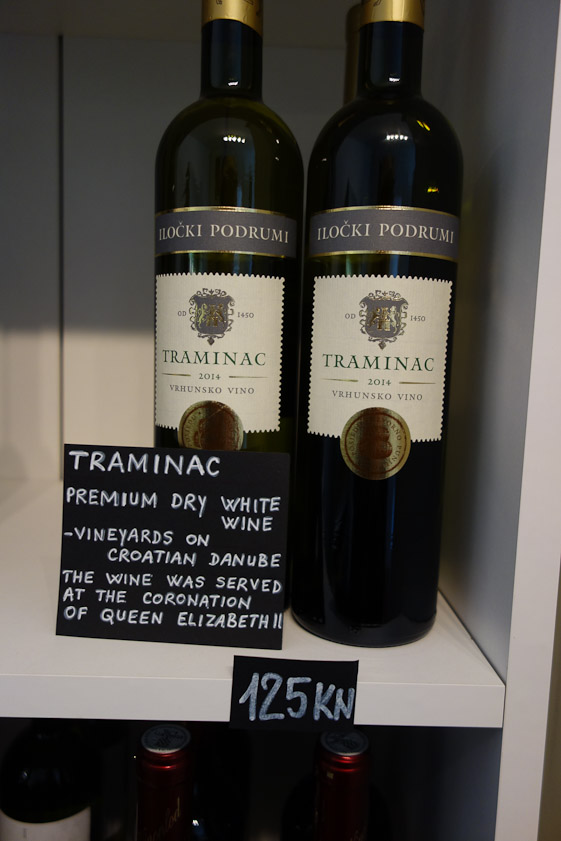 ILOČKI PODRUMI
OD 1450
TRAMINAC
2014
VRHUNSKO VINO
ILOČKI PODRUMI
OD 1450
TRAMINAC
2014
VRHUNSKO VINO
TRAMINAC
PREMIUM DRY WHITE
WINE
-VINEYARDS ON
CROATIAN DANUBE
THE WINE WAS SERVED
AT THE CORONATION
OF QUEEN ELIZABETH II
125KN